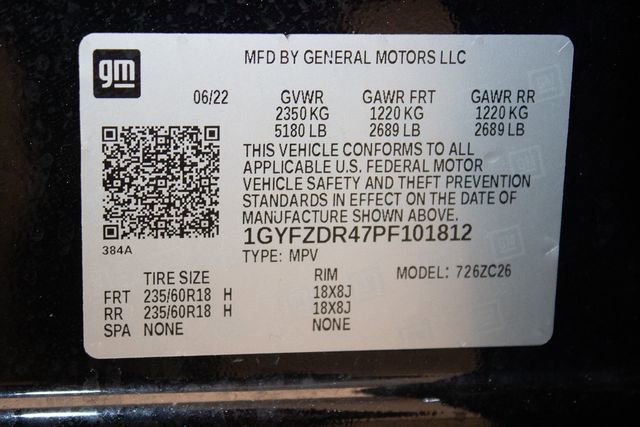 gm
MFD BY GENERAL MOTORS LLC
06/22 GVWR GAWR FRT GAWR RR
2350 KG 1220 KG 1220 KG
5180 LB 2689 LB 2689 LB
THIS VEHICLE CONFORMS TO ALL
APPLICABLE U.S. FEDERAL MOTOR
VEHICLE SAFETY AND THEFT PREVENTION
STANDARDS IN EFFECT ON THE DATE OF
MANUFACTURE SHOWN ABOVE.
1GYFZDR47PF101812
384A
TYPE: MPV
TIRE SIZE RIM MODEL: 726ZC26
FRT 235/60R18 H 18X8J
RR 235/60R18 H 18X8J
SPA NONE NONE